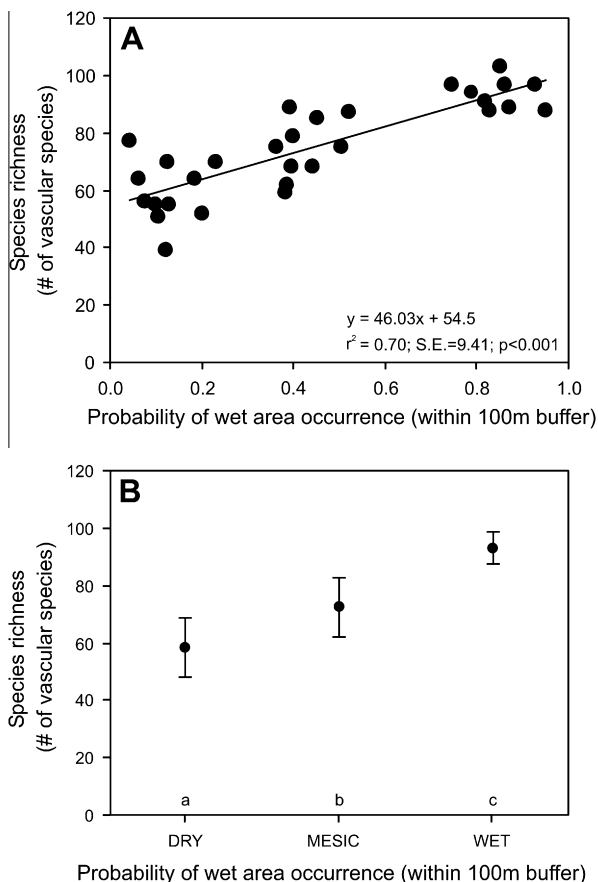 A
120
100
80
60
40
20
0
Species richness
(# of vascular species)
y = 46.03x + 54.5
r² = 0.70; S.E.=9.41; p<0.001
0.0 0.2 0.4 0.6 0.8 1.0
Probability of wet area occurrence (within 100m buffer)
B
120
100
80
60
40
20
0
Species richness
(# of vascular species)
a b c
DRY MESIC WET
Probability of wet area occurrence (within 100m buffer)